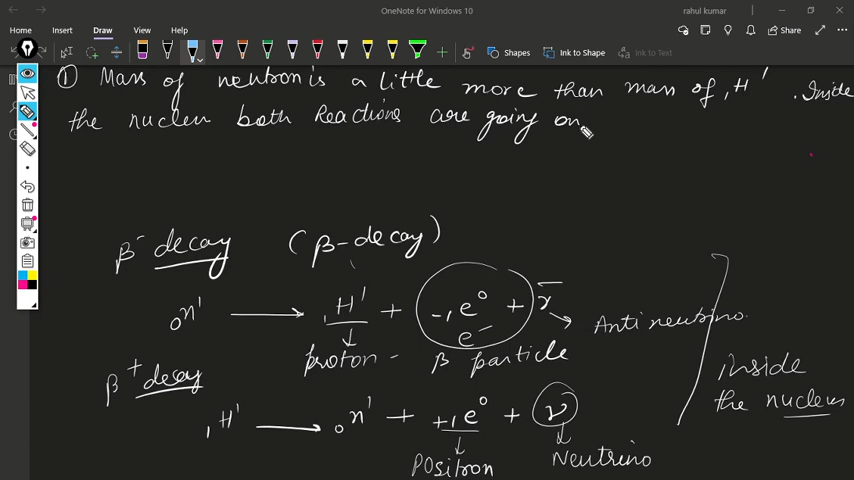 OneNote for Windows 10
rahul kumar
Home Insert Draw View Help
Share
Shapes Ink to Shape Ink to Text
① Mass of neutron is a little more than mass of ₁H¹ . Inside
the nucleus both Reactions are going on
β⁻ decay (β-decay)
₀n¹ → ₁H¹ + ₋₁e⁰ + ν̅ → Antineutrino.
e⁻
proton - β particle
β⁺ decay
inside
the nucleus
₁H¹ → ₀n¹ + ₊₁e⁰ + ν
Positron Neutrino